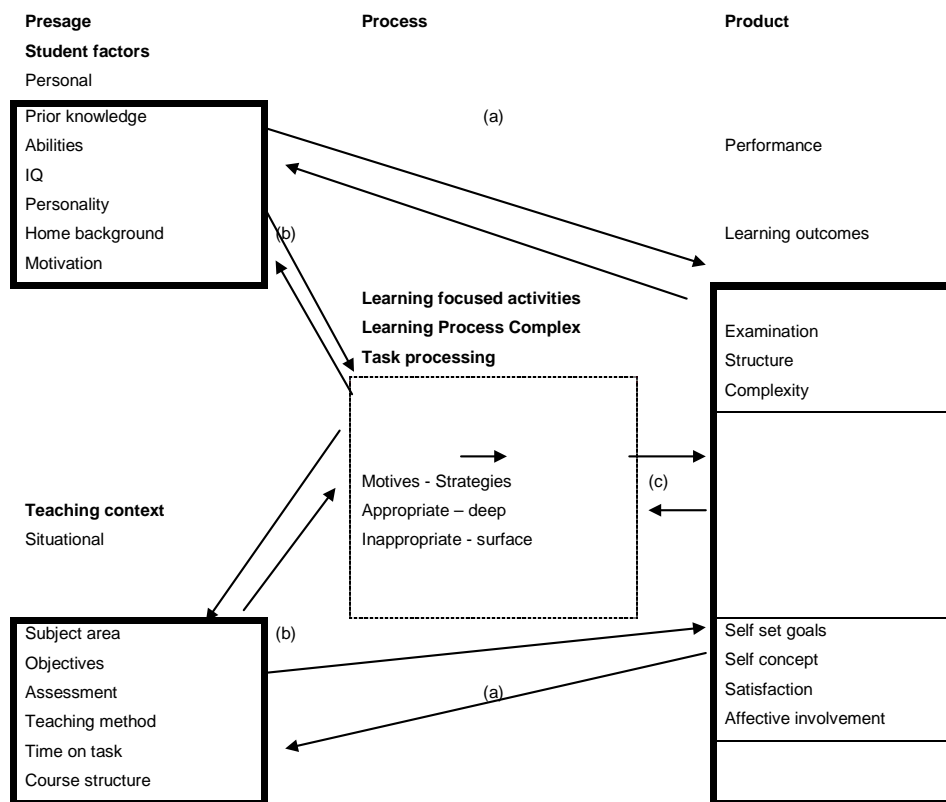 Presage
Process
Product
Student factors
Personal
Prior knowledge
(a)
Abilities
Performance
IQ
Personality
Home background
(b)
Learning outcomes
Motivation
Learning focused activities
Learning Process Complex
Examination
Task processing
Structure
Complexity
Motives - Strategies
(c)
Teaching context
Appropriate – deep
Situational
Inappropriate - surface
Subject area
(b)
Self set goals
Objectives
Self concept
Assessment
(a)
Satisfaction
Teaching method
Affective involvement
Time on task
Course structure